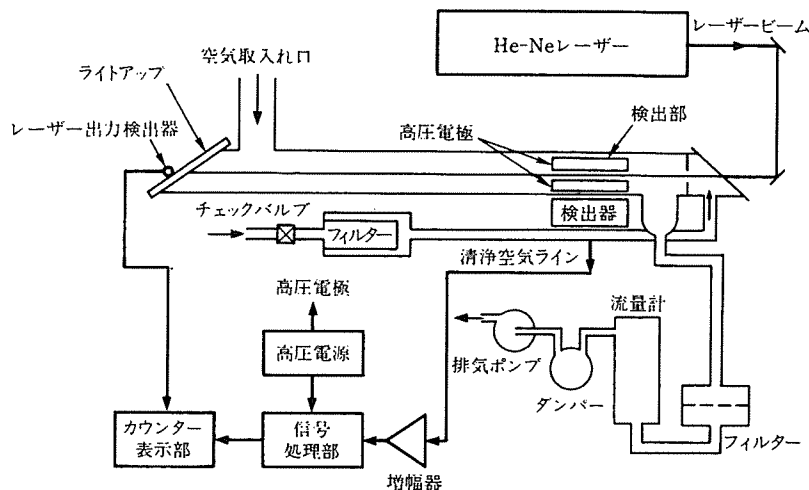 He-Neレーザー
レーザービーム
空気取入れ口
ライトアップ
レーザー出力検出器
検出部
高圧電極
検出器
チェックバルブ
フィルター
清浄空気ライン
高圧電極
流量計
高圧電源
排気ポンプ
ダンパー
カウンター
表示部
信号
処理部
増幅器
フィルター